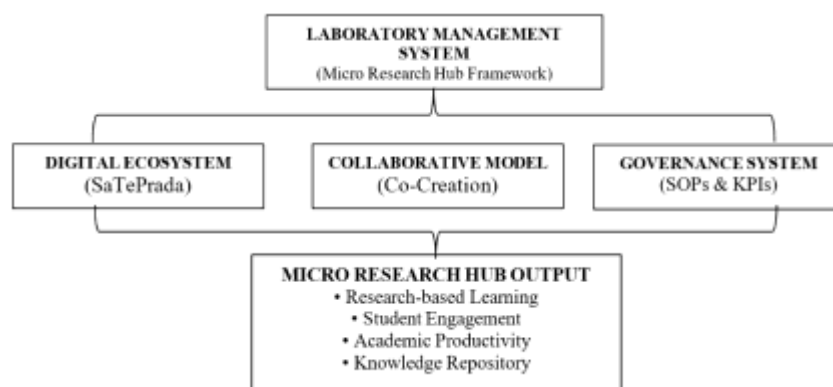 LABORATORY MANAGEMENT
SYSTEM
(Micro Research Hub Framework)
DIGITAL ECOSYSTEM
(SaTePrada)
COLLABORATIVE MODEL
(Co-Creation)
GOVERNANCE SYSTEM
(SOPs & KPIs)
MICRO RESEARCH HUB OUTPUT
• Research-based Learning
• Student Engagement
• Academic Productivity
• Knowledge Repository